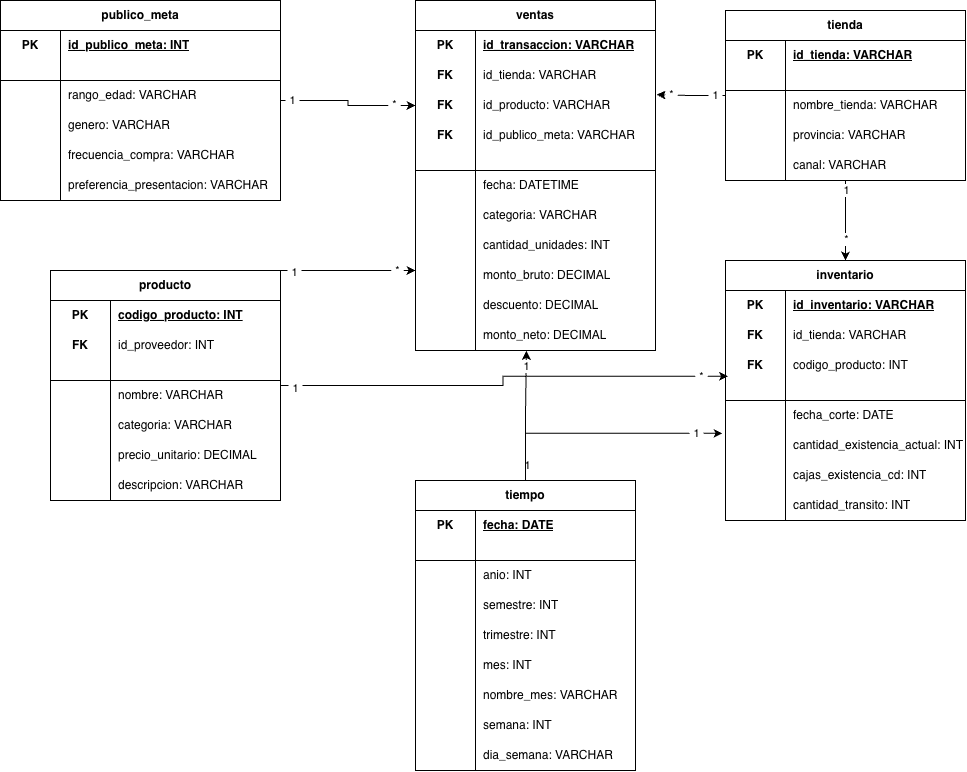 publico_meta
PK id_publico_meta: INT
rango_edad: VARCHAR
genero: VARCHAR
frecuencia_compra: VARCHAR
preferencia_presentacion: VARCHAR
1 *
ventas
PK id_transaccion: VARCHAR
FK id_tienda: VARCHAR
FK id_producto: VARCHAR
FK id_publico_meta: VARCHAR
fecha: DATETIME
categoria: VARCHAR
cantidad_unidades: INT
monto_bruto: DECIMAL
descuento: DECIMAL
monto_neto: DECIMAL
* 1
tienda
PK id_tienda: VARCHAR
nombre_tienda: VARCHAR
provincia: VARCHAR
canal: VARCHAR
1
*
producto
PK codigo_producto: INT
FK id_proveedor: INT
nombre: VARCHAR
categoria: VARCHAR
precio_unitario: DECIMAL
descripcion: VARCHAR
1 *
1 *
inventario
PK id_inventario: VARCHAR
FK id_tienda: VARCHAR
FK codigo_producto: INT
fecha_corte: DATE
cantidad_existencia_actual: INT
cajas_existencia_cd: INT
cantidad_transito: INT
1
1
1
tiempo
PK fecha: DATE
anio: INT
semestre: INT
trimestre: INT
mes: INT
nombre_mes: VARCHAR
semana: INT
dia_semana: VARCHAR